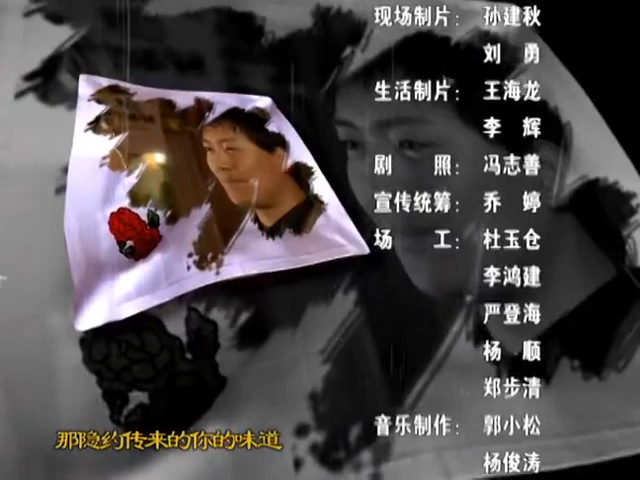 现场制片：孙建秋
刘 勇
生活制片：王海龙
李 辉
剧 照：冯志善
宣传统筹：乔 婷
场 工：杜玉仓
李鸿建
严登海
杨 顺
郑步清
音乐制作：郭小松
杨俊涛
那隐约传来的你的味道